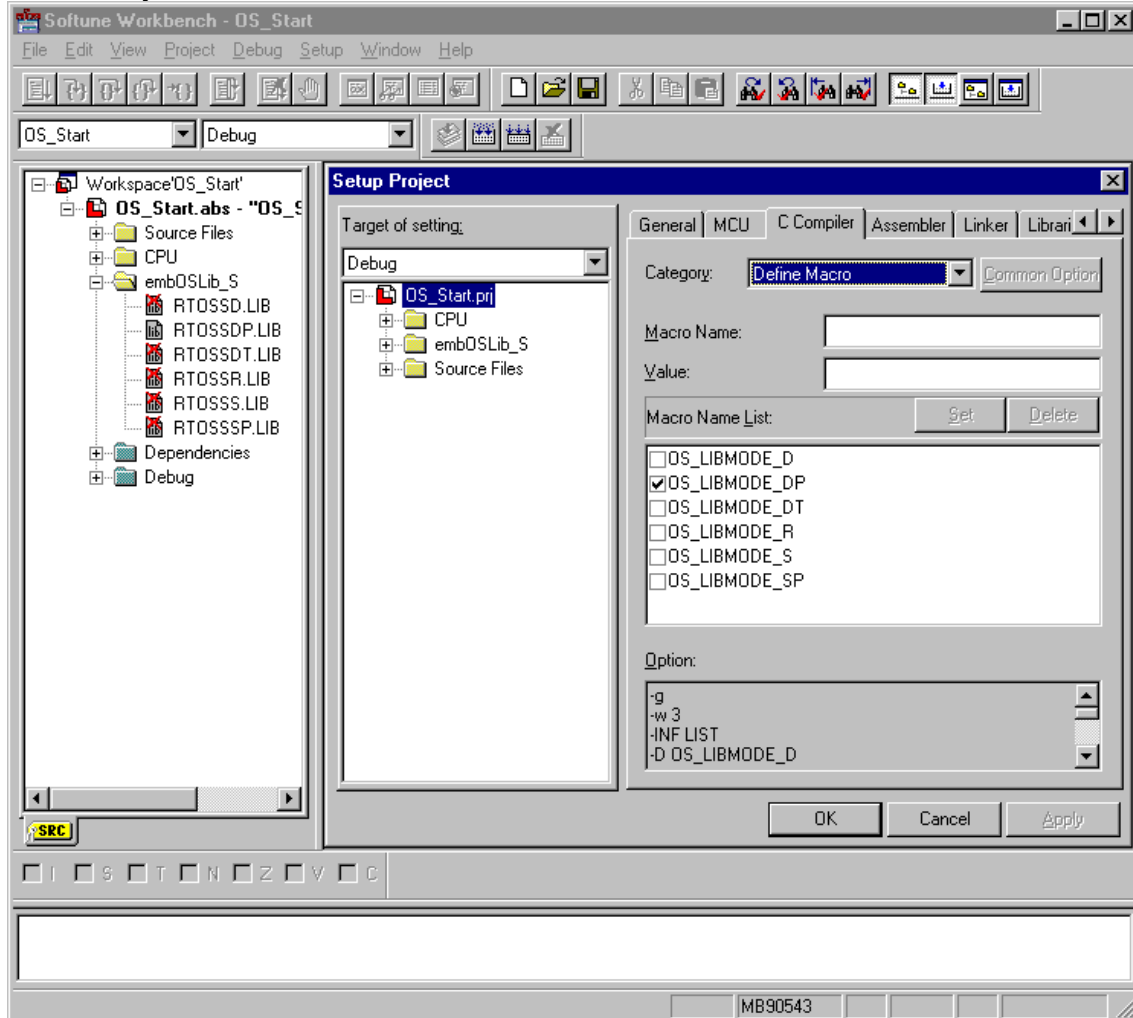 Softune Workbench - OS_Start
File Edit View Project Debug Setup Window Help
OS_Start
Debug
Workspace'OS_Start'
OS_Start.abs - "OS_S
Source Files
CPU
embOSLib_S
RTOSSD.LIB
RTOSSDP.LIB
RTOSSDT.LIB
RTOSSR.LIB
RTOSSS.LIB
RTOSSSP.LIB
Dependencies
Debug
SRC
Setup Project
Target of setting:
Debug
OS_Start.prj
CPU
embOSLib_S
Source Files
General MCU C Compiler Assembler Linker Librari
Category: Define Macro Common Option
Macro Name:
Value:
Macro Name List: Set Delete
OS_LIBMODE_D
OS_LIBMODE_DP
OS_LIBMODE_DT
OS_LIBMODE_R
OS_LIBMODE_S
OS_LIBMODE_SP
Option:
-g
-w 3
-INF LIST
-D OS_LIBMODE_D
OK Cancel Apply
I S T N Z V C
MB90543